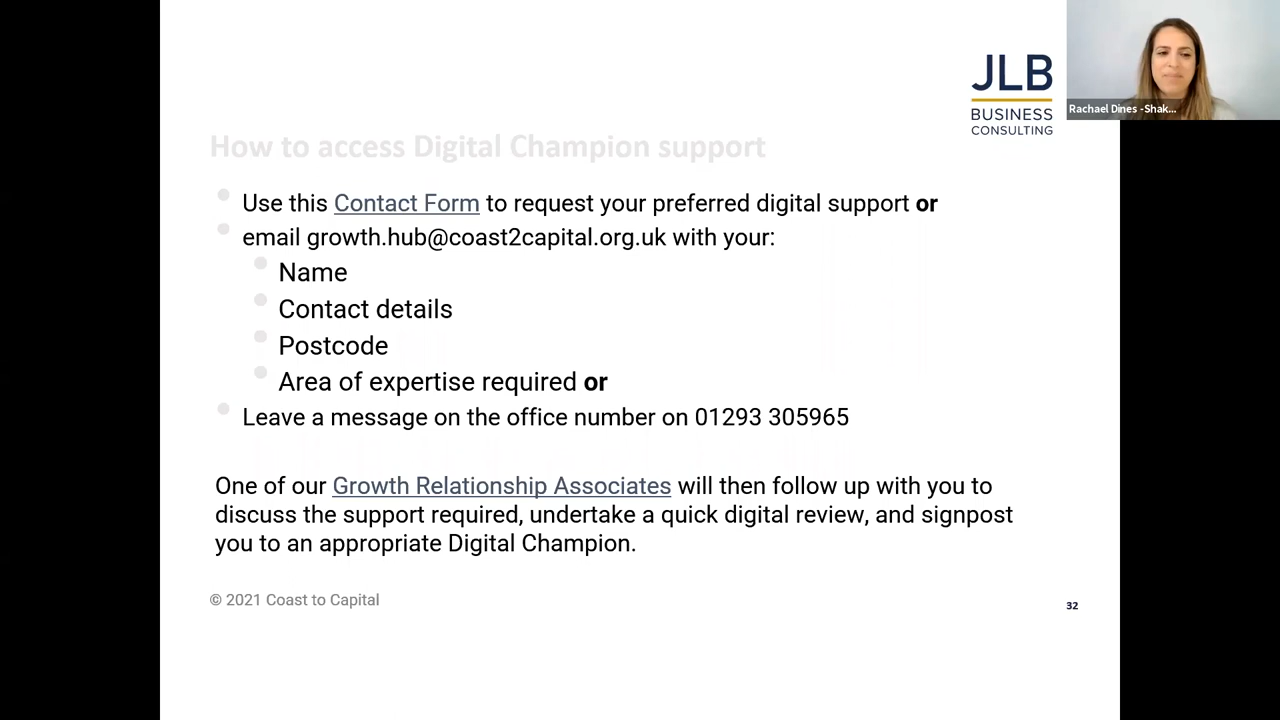 JLB
BUSINESS
CONSULTING
Rachael Dines -Shak...
How to access Digital Champion support
Use this Contact Form to request your preferred digital support or
email growth.hub@coast2capital.org.uk with your:
Name
Contact details
Postcode
Area of expertise required or
Leave a message on the office number on 01293 305965
One of our Growth Relationship Associates will then follow up with you to
discuss the support required, undertake a quick digital review, and signpost
you to an appropriate Digital Champion.
© 2021 Coast to Capital
32